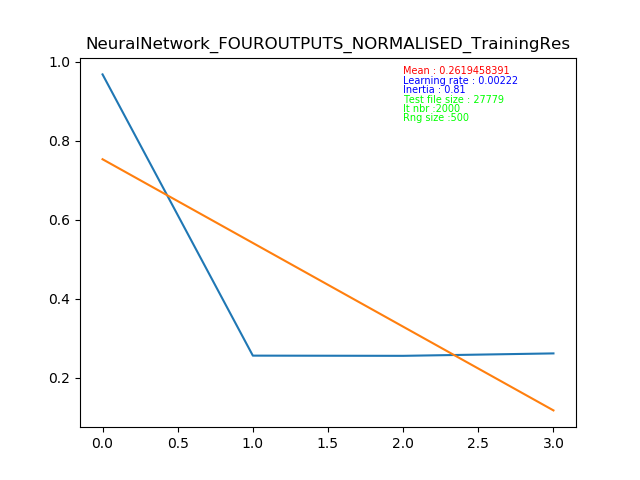 NeuralNetwork_FOUROUTPUTS_NORMALISED_TrainingRes
1.0
Mean : 0.2619458391
Learning rate : 0.00222
Inertia : 0.81
Test file size : 27779
It nbr :2000
Rng size :500
0.8
0.6
0.4
0.2
0.0 0.5 1.0 1.5 2.0 2.5 3.0